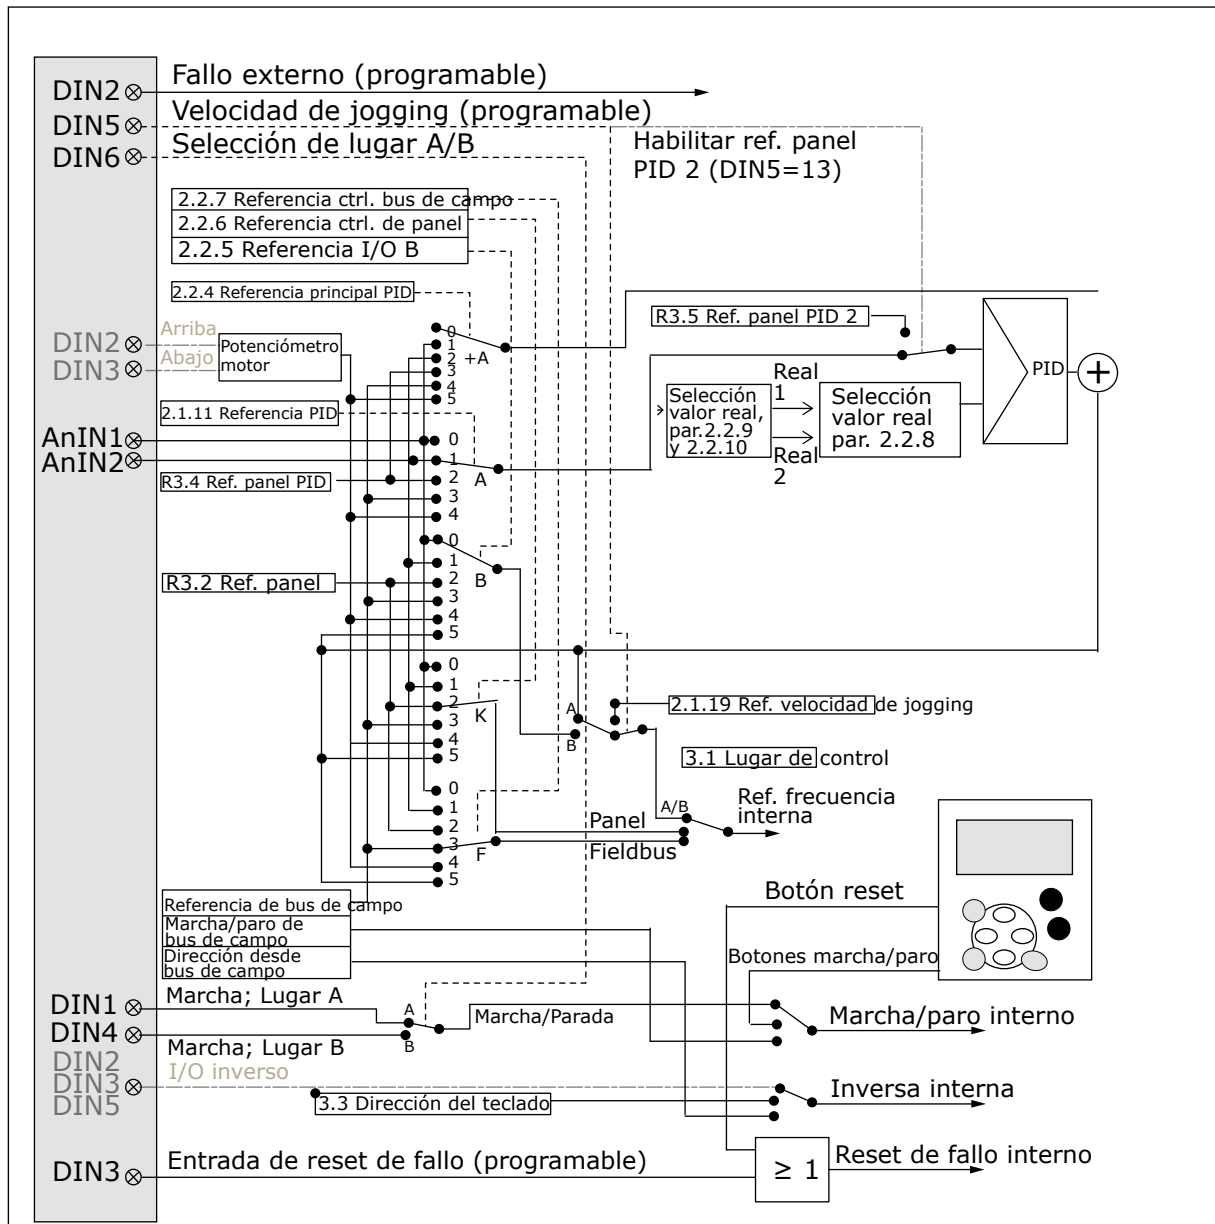 DIN2
Fallo externo (programable)
DIN5
Velocidad de jogging (programable)
DIN6
Selección de lugar A/B
Habilitar ref. panel
PID 2 (DIN5=13)
2.2.7 Referencia ctrl. bus de campo
2.2.6 Referencia ctrl. de panel
2.2.5 Referencia I/O B
2.2.4 Referencia principal PID
R3.5 Ref. panel PID 2
DIN2
Arriba
DIN3
Abajo
Potenciómetro
motor
0
1
2
3
4
5
+A
PID
+
Selección
valor real,
par.2.2.9
y 2.2.10
Real
1
Real
2
Selección
valor real
par. 2.2.8
2.1.11 Referencia PID
AnIN1
AnIN2
R3.4 Ref. panel PID
0
1
2
3
4
A
R3.2 Ref. panel
0
1
2
3
4
5
B
0
1
2
3
4
5
K
A
B
2.1.19 Ref. velocidad de jogging
3.1 Lugar de control
0
1
2
3
4
5
F
A/B
Panel
Fieldbus
Ref. frecuencia
interna
Referencia de bus de campo
Marcha/paro de
bus de campo
Dirección desde
bus de campo
Botón reset
Botones marcha/paro
DIN1
Marcha; Lugar A
DIN4
Marcha; Lugar B
A
B
Marcha/Parada
Marcha/paro interno
DIN2
DIN3
DIN5
I/O inverso
3.3 Dirección del teclado
Inversa interna
DIN3
Entrada de reset de fallo (programable)
≥ 1
Reset de fallo interno